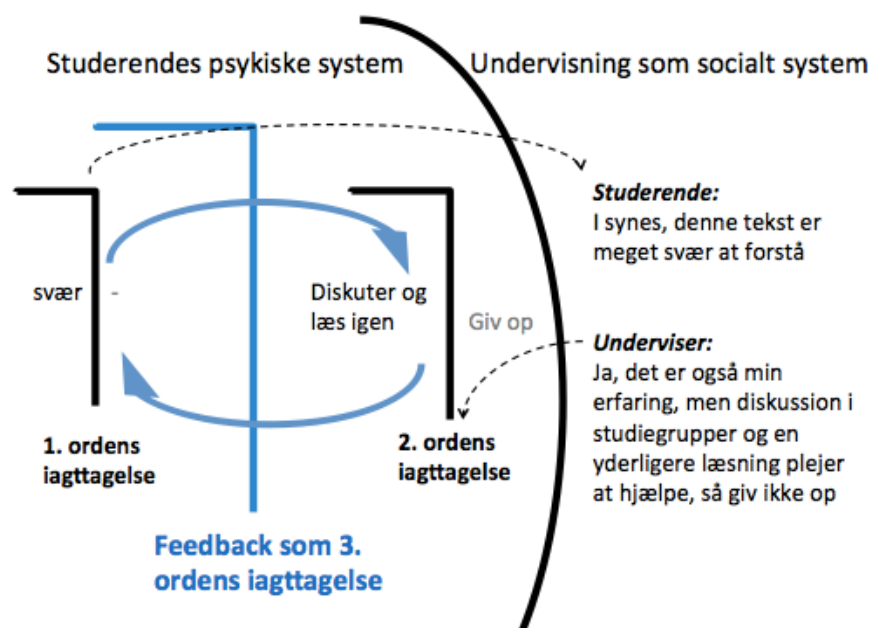 Studerendes psykiske system
Undervisning som socialt system
Studerende:
I synes, denne tekst er
meget svær at forstå
svær -
Diskuter og
læs igen
Giv op
Underviser:
Ja, det er også min
erfaring, men diskussion i
studiegrupper og en
yderligere læsning plejer
at hjælpe, så giv ikke op
1. ordens
iagttagelse
2. ordens
iagttagelse
Feedback som 3.
ordens iagttagelse